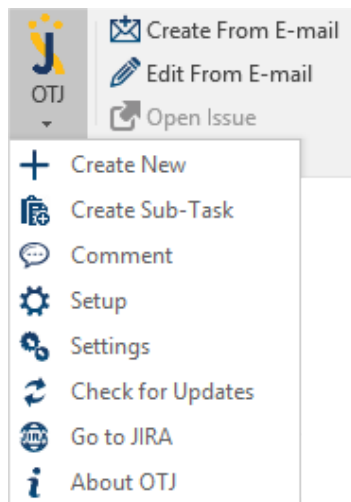 Create From E-mail
Edit From E-mail
OTJ
Open Issue
Create New
Create Sub-Task
Comment
Setup
Settings
Check for Updates
JIRA Go to JIRA
About OTJ